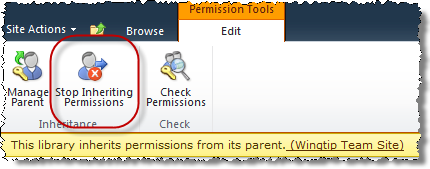 Permission Tools
Site Actions Browse Edit
Manage Parent
Stop Inheriting Permissions
Check Permissions
Inheritance Check
This library inherits permissions from its parent. (Wingtip Team Site)